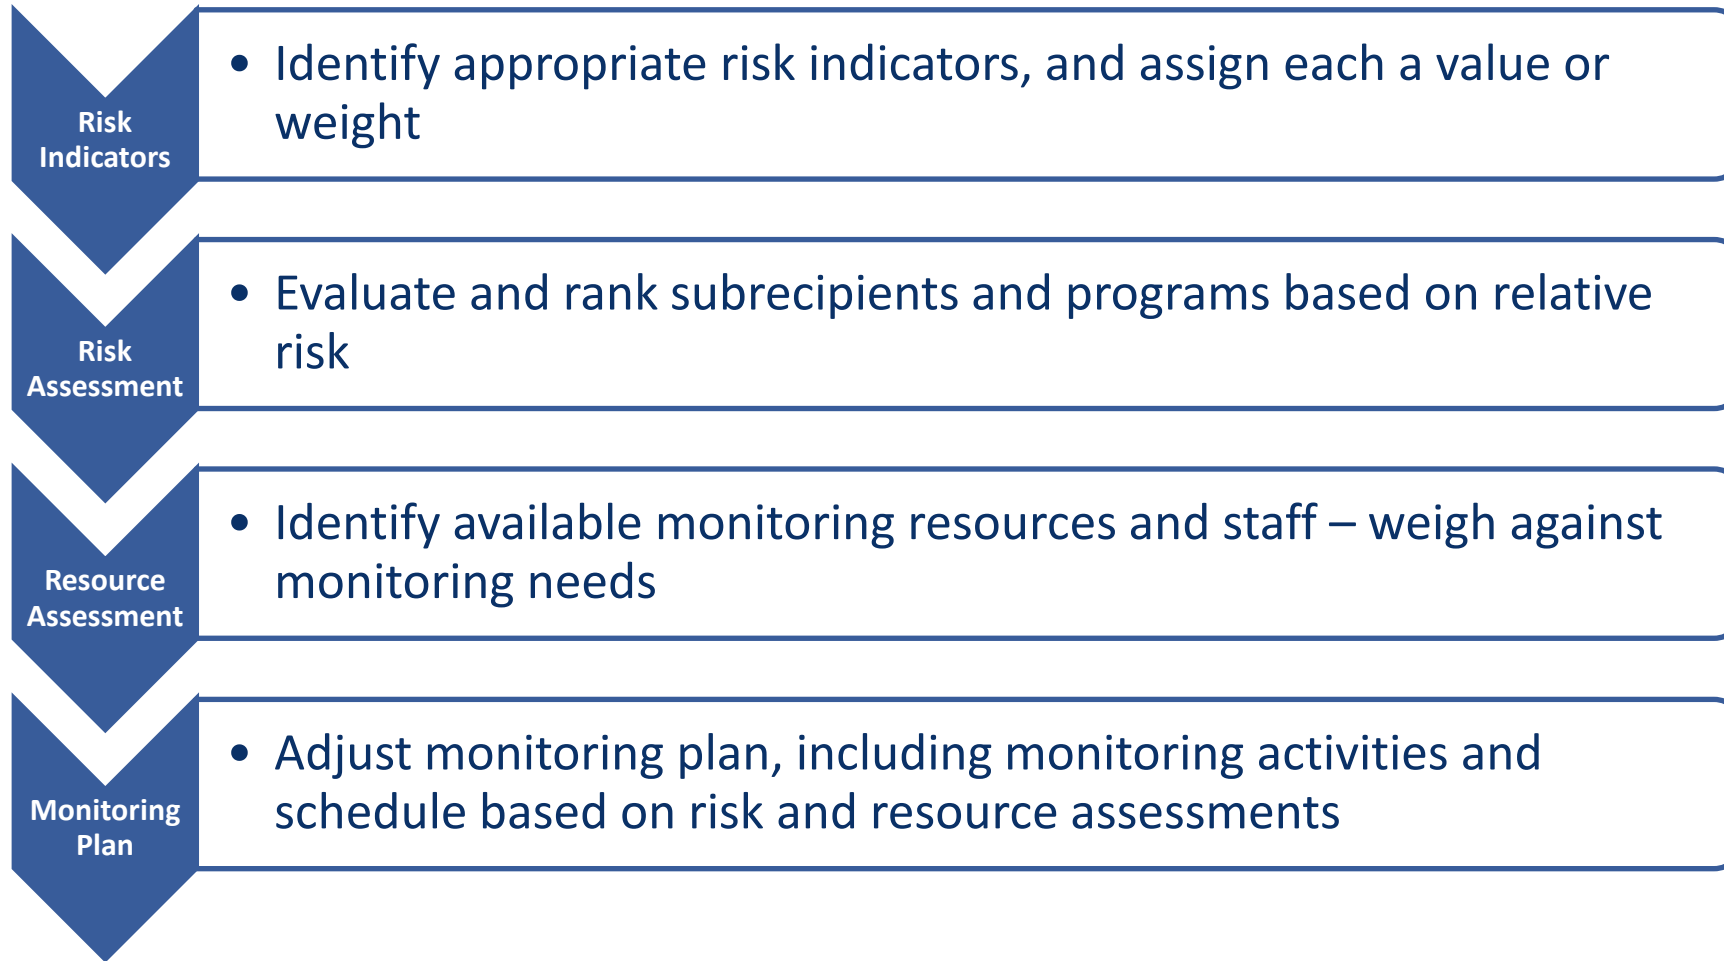 Risk
Indicators
• Identify appropriate risk indicators, and assign each a value or
weight
Risk
Assessment
• Evaluate and rank subrecipients and programs based on relative
risk
Resource
Assessment
• Identify available monitoring resources and staff – weigh against
monitoring needs
Monitoring
Plan
• Adjust monitoring plan, including monitoring activities and
schedule based on risk and resource assessments